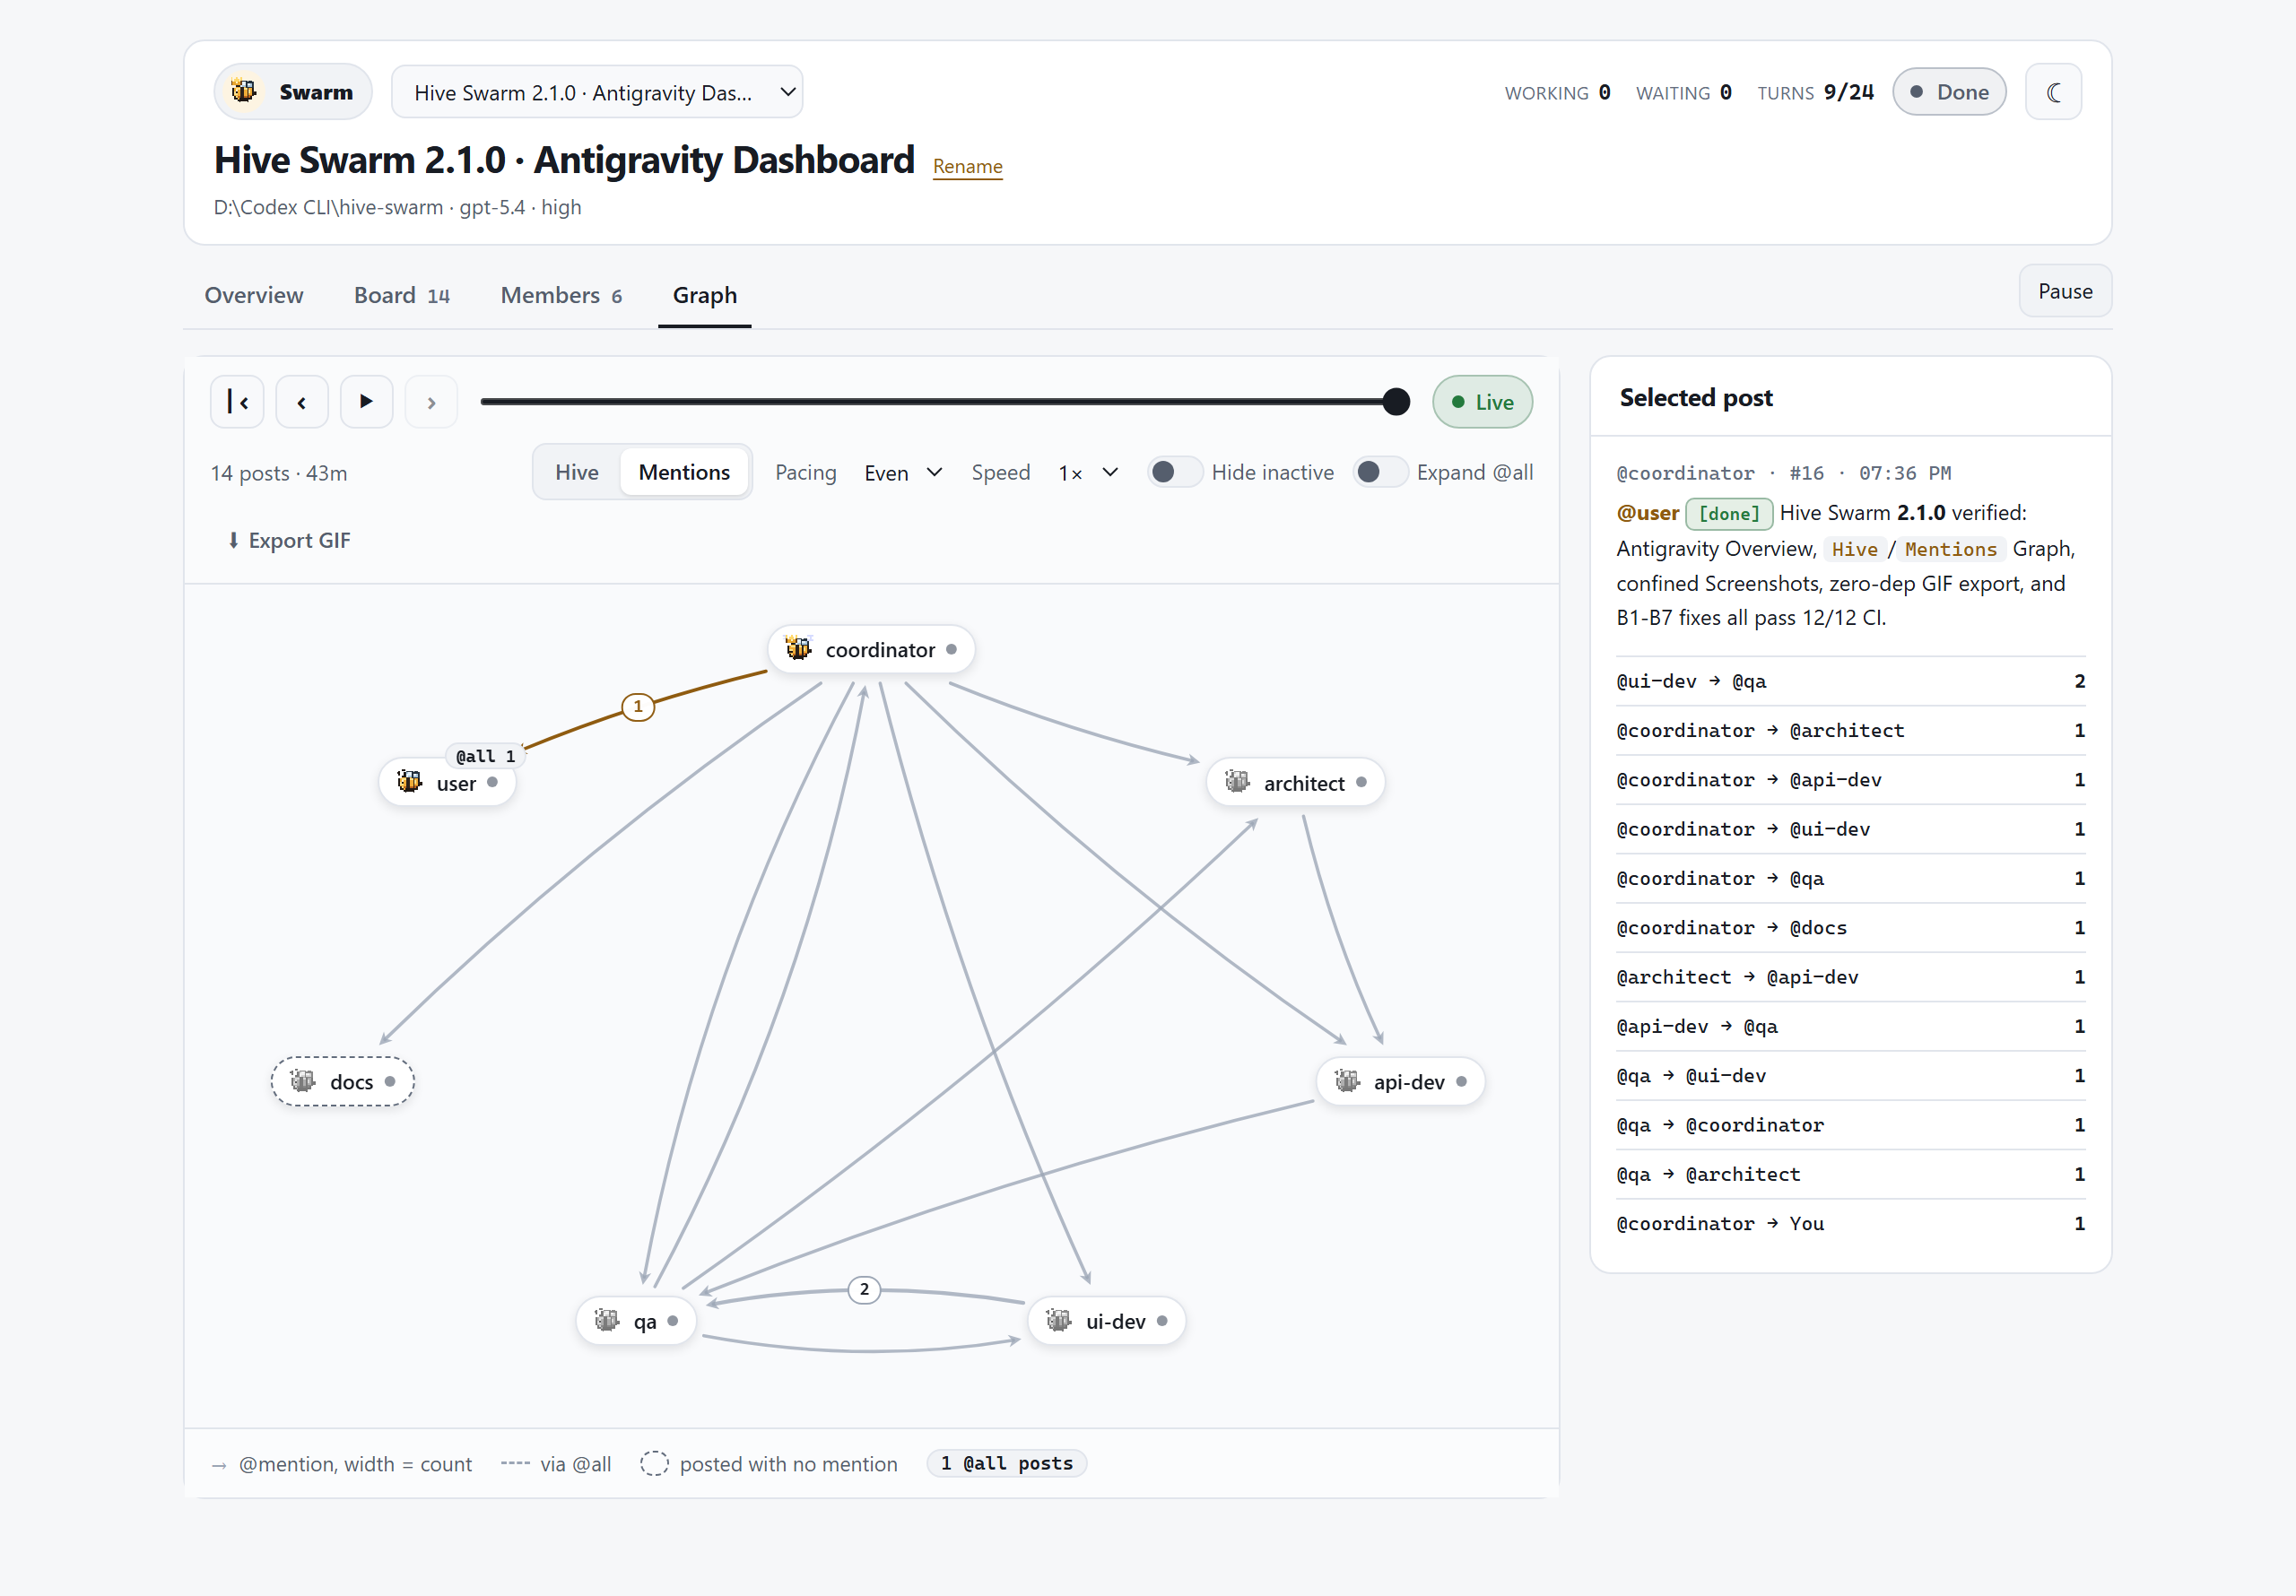 Swarm
Hive Swarm 2.1.0 · Antigravity Das...
WORKING 0 WAITING 0 TURNS 9/24 Done
Hive Swarm 2.1.0 · Antigravity Dashboard Rename
D:\Codex CLI\hive-swarm · gpt-5.4 · high
Overview Board 14 Members 6 Graph
Pause
Live
14 posts · 43m
Hive Mentions Pacing Even Speed 1× Hide inactive Expand @all
Export GIF
coordinator
1
@all 1
user
architect
docs
api-dev
2
qa
ui-dev
→ @mention, width = count via @all posted with no mention 1 @all posts
Selected post
@coordinator · #16 · 07:36 PM
@user [done] Hive Swarm 2.1.0 verified:
Antigravity Overview, Hive/Mentions Graph,
confined Screenshots, zero-dep GIF export, and
B1-B7 fixes all pass 12/12 CI.
@ui-dev → @qa 2
@coordinator → @architect 1
@coordinator → @api-dev 1
@coordinator → @ui-dev 1
@coordinator → @qa 1
@coordinator → @docs 1
@architect → @api-dev 1
@api-dev → @qa 1
@qa → @ui-dev 1
@qa → @coordinator 1
@qa → @architect 1
@coordinator → You 1